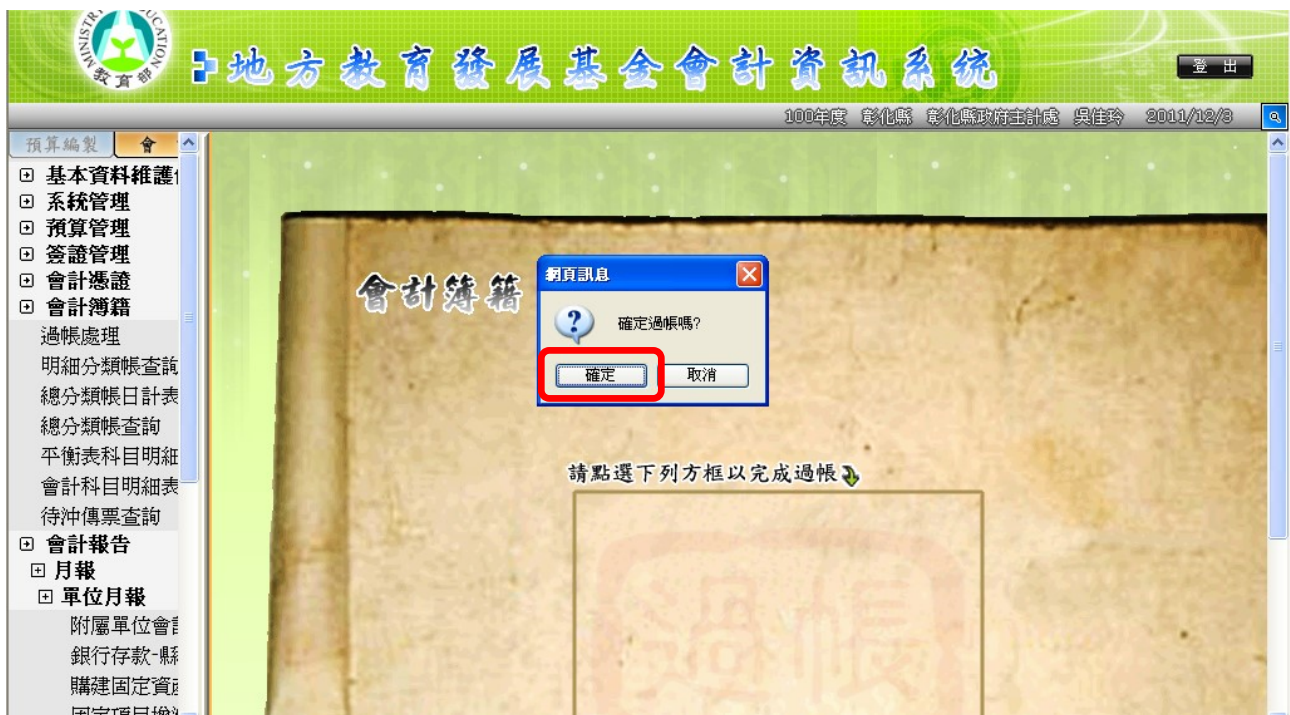 MINISTRY
EDUCATION
教育部
地方教育發展基金會計資訊系統
登出
100年度 彰化縣 彰化縣政府主計處 吳佳玲 2011/12/3
預算編製 會
基本資料維護
系統管理
預算管理
簽證管理
會計憑證
會計簿籍
過帳處理
明細分類帳查詢
總分類帳日計表
總分類帳查詢
平衡表科目明細
會計科目明細表
待沖傳票查詢
會計報告
月報
單位月報
附屬單位會計
銀行存款-縣
購建固定資產
固定項目增減
會計簿籍
網頁訊息
確定過帳嗎?
確定 取消
請點選下列方框以完成過帳
過帳